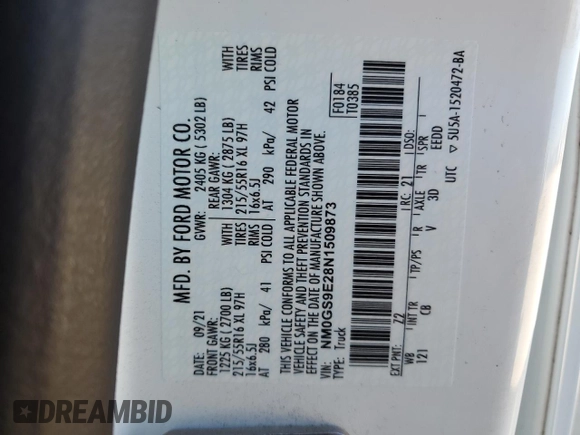 MFD. BY FORD MOTOR CO.
DATE: 09/21 GVWR: 2405 KG ( 5302 LB)
FRONT GAWR: REAR GAWR:
1225 KG ( 2700 LB) WITH 1304 KG ( 2875 LB) WITH
215/55R16 XL 97H TIRES 215/55R16 XL 97H TIRES
16x6.5J RIMS 16x6.5J RIMS
AT 280 kPa/ 41 PSI COLD AT 290 kPa/ 42 PSI COLD
THIS VEHICLE CONFORMS TO ALL APPLICABLE FEDERAL MOTOR
VEHICLE SAFETY AND THEFT PREVENTION STANDARDS IN
EFFECT ON THE DATE OF MANUFACTURE SHOWN ABOVE.
VIN: NM0GS9E28N1509873
TYPE: Truck
F0184
T0385
EXT PNT: Z2 RC: 21 DSO:
WB INT TR TP/PS R AXLE TR SPR
121 CB V 3D EEDD
UTC ▽ 5U5A-1520472-BA
DREAMBID